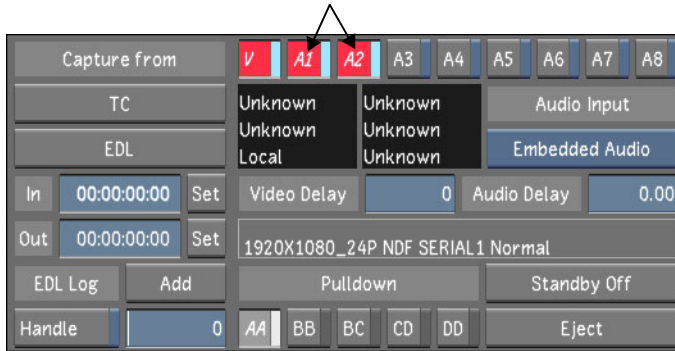 Capture from V A1 A2 A3 A4 A5 A6 A7 A8
TC Unknown Unknown Audio Input
Unknown Unknown
EDL Local Unknown Embedded Audio
In 00:00:00:00 Set Video Delay 0 Audio Delay 0.00
Out 00:00:00:00 Set 1920X1080_24P NDF SERIAL1 Normal
EDL Log Add Pulldown Standby Off
Handle 0 AA BB BC CD DD Eject